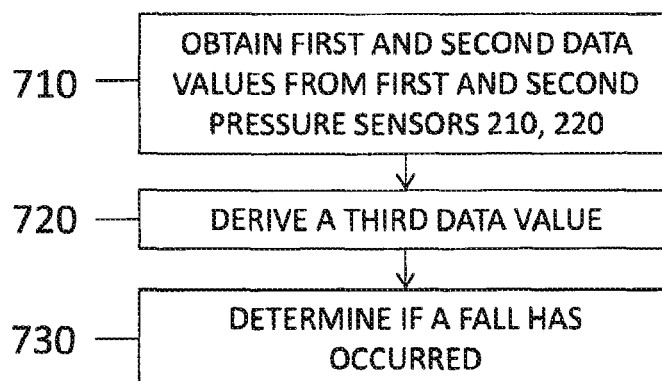 710
OBTAIN FIRST AND SECOND DATA
VALUES FROM FIRST AND SECOND
PRESSURE SENSORS 210, 220
720
DERIVE A THIRD DATA VALUE
730
DETERMINE IF A FALL HAS
OCCURRED